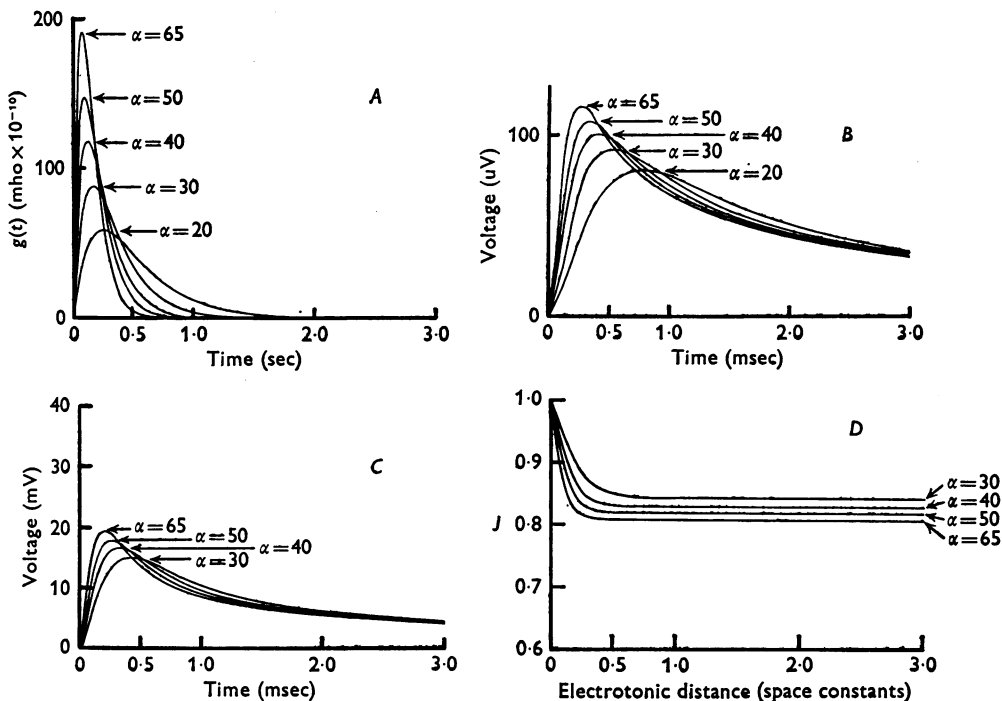 200
α=65
α=50
A
α=40
100
α=30
α=20
g(t) (mho×10⁻¹⁰)
0
0 0·5 1·0 2·0 3·0
Time (sec)
α=65
α=50
α=40
B
100
α=30
α=20
Voltage (uV)
0
0 0·5 1·0 2·0 3·0
Time (msec)
40
30
C
20
α=65
α=50
α=40
α=30
10
Voltage (mV)
0
0 0·5 1·0 2·0 3·0
Time (msec)
1·0
D
0·9
α=30
α=40
J
0·8
α=50
α=65
0·7
0·6
0 0·5 1·0 2·0 3·0
Electrotonic distance (space constants)